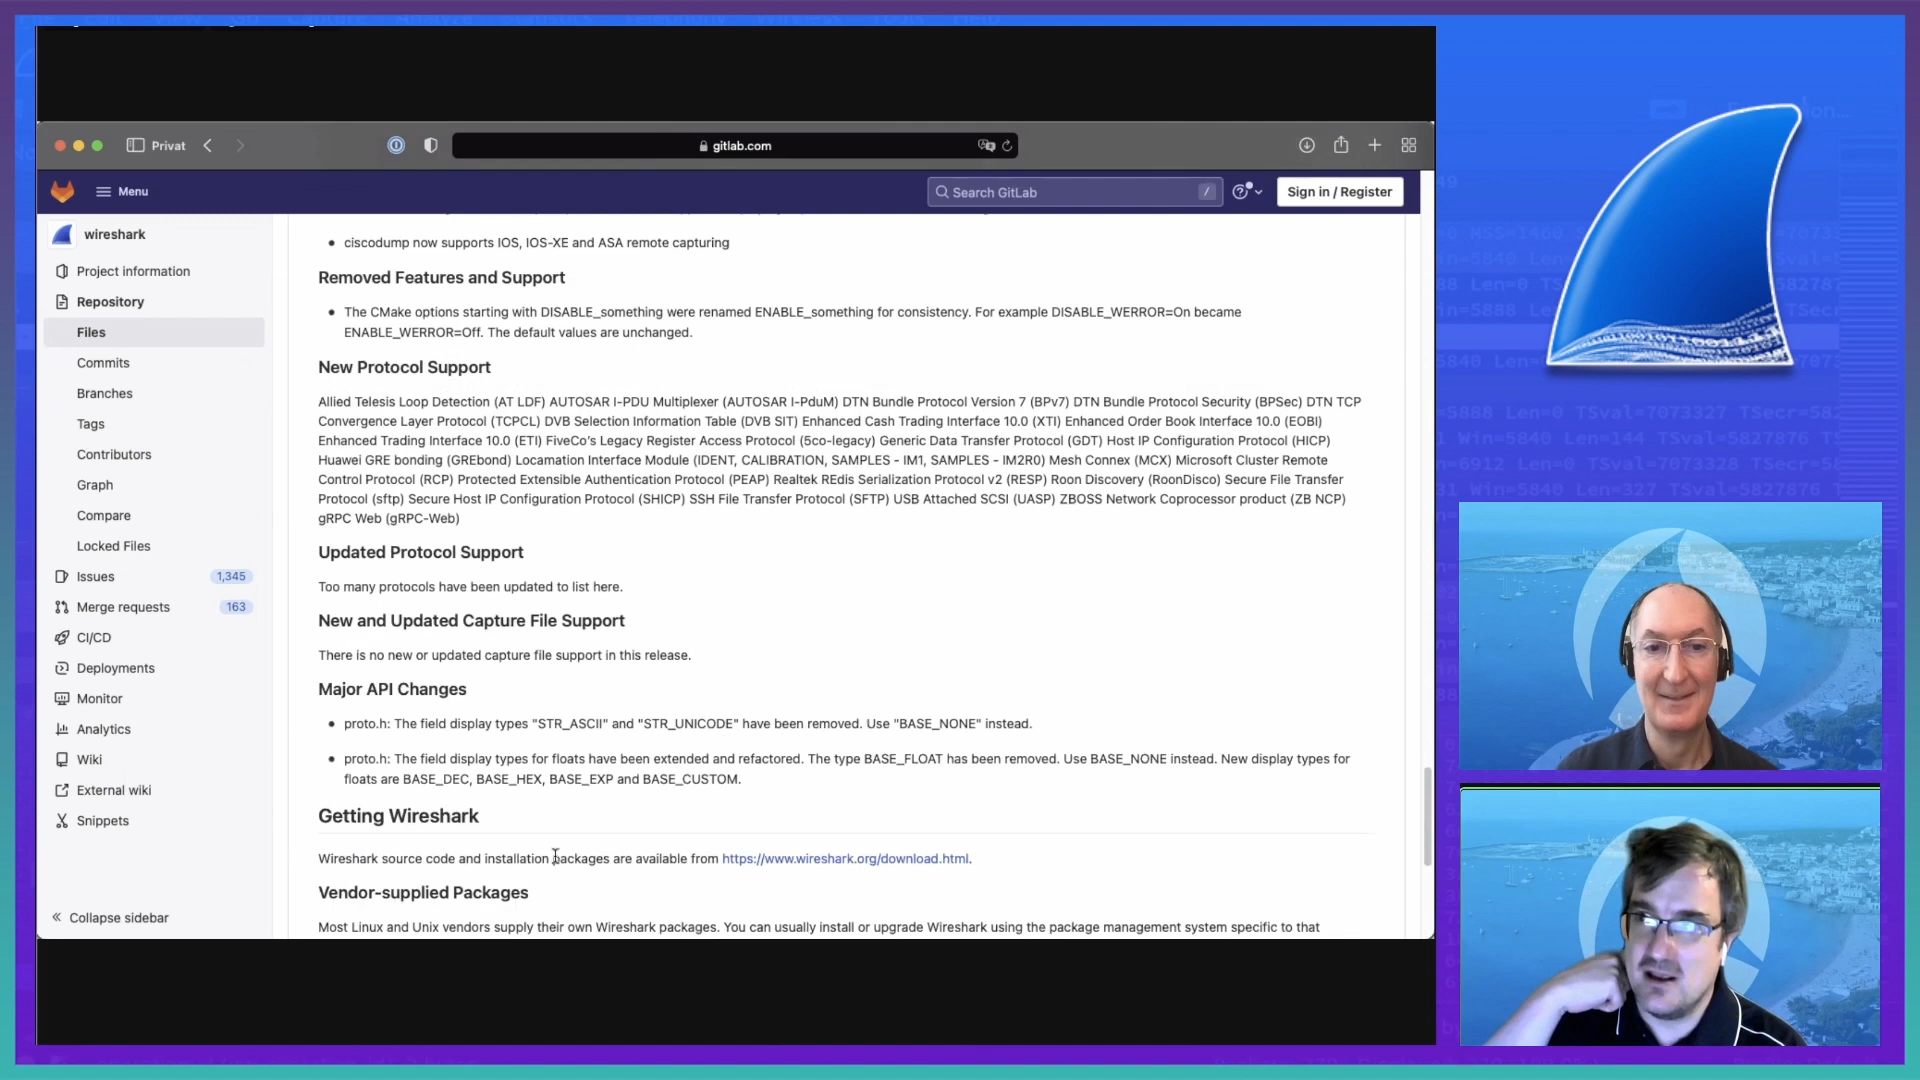 Privat
gitlab.com
Menu
Search GitLab
/
Sign in / Register
wireshark
Project information
Repository
Files
Commits
Branches
Tags
Contributors
Graph
Compare
Locked Files
Issues
1,345
Merge requests
163
CI/CD
Deployments
Monitor
Analytics
Wiki
External wiki
Snippets
« Collapse sidebar
• ciscodump now supports IOS, IOS-XE and ASA remote capturing
Removed Features and Support
• The CMake options starting with DISABLE_something were renamed ENABLE_something for consistency. For example DISABLE_WERROR=On became
ENABLE_WERROR=Off. The default values are unchanged.
New Protocol Support
Allied Telesis Loop Detection (AT LDF) AUTOSAR I-PDU Multiplexer (AUTOSAR I-PduM) DTN Bundle Protocol Version 7 (BPv7) DTN Bundle Protocol Security (BPSec) DTN TCP
Convergence Layer Protocol (TCPCL) DVB Selection Information Table (DVB SIT) Enhanced Cash Trading Interface 10.0 (XTI) Enhanced Order Book Interface 10.0 (EOBI)
Enhanced Trading Interface 10.0 (ETI) FiveCo's Legacy Register Access Protocol (5co-legacy) Generic Data Transfer Protocol (GDT) Host IP Configuration Protocol (HICP)
Huawei GRE bonding (GREbond) Locamation Interface Module (IDENT, CALIBRATION, SAMPLES - IM1, SAMPLES - IM2R0) Mesh Connex (MCX) Microsoft Cluster Remote
Control Protocol (RCP) Protected Extensible Authentication Protocol (PEAP) Realtek REdis Serialization Protocol v2 (RESP) Roon Discovery (RoonDisco) Secure File Transfer
Protocol (sftp) Secure Host IP Configuration Protocol (SHICP) SSH File Transfer Protocol (SFTP) USB Attached SCSI (UASP) ZBOSS Network Coprocessor product (ZB NCP)
gRPC Web (gRPC-Web)
Updated Protocol Support
Too many protocols have been updated to list here.
New and Updated Capture File Support
There is no new or updated capture file support in this release.
Major API Changes
• proto.h: The field display types "STR_ASCII" and "STR_UNICODE" have been removed. Use "BASE_NONE" instead.
• proto.h: The field display types for floats have been extended and refactored. The type BASE_FLOAT has been removed. Use BASE_NONE instead. New display types for
floats are BASE_DEC, BASE_HEX, BASE_EXP and BASE_CUSTOM.
Getting Wireshark
Wireshark source code and installation packages are available from https://www.wireshark.org/download.html.
Vendor-supplied Packages
Most Linux and Unix vendors supply their own Wireshark packages. You can usually install or upgrade Wireshark using the package management system specific to that